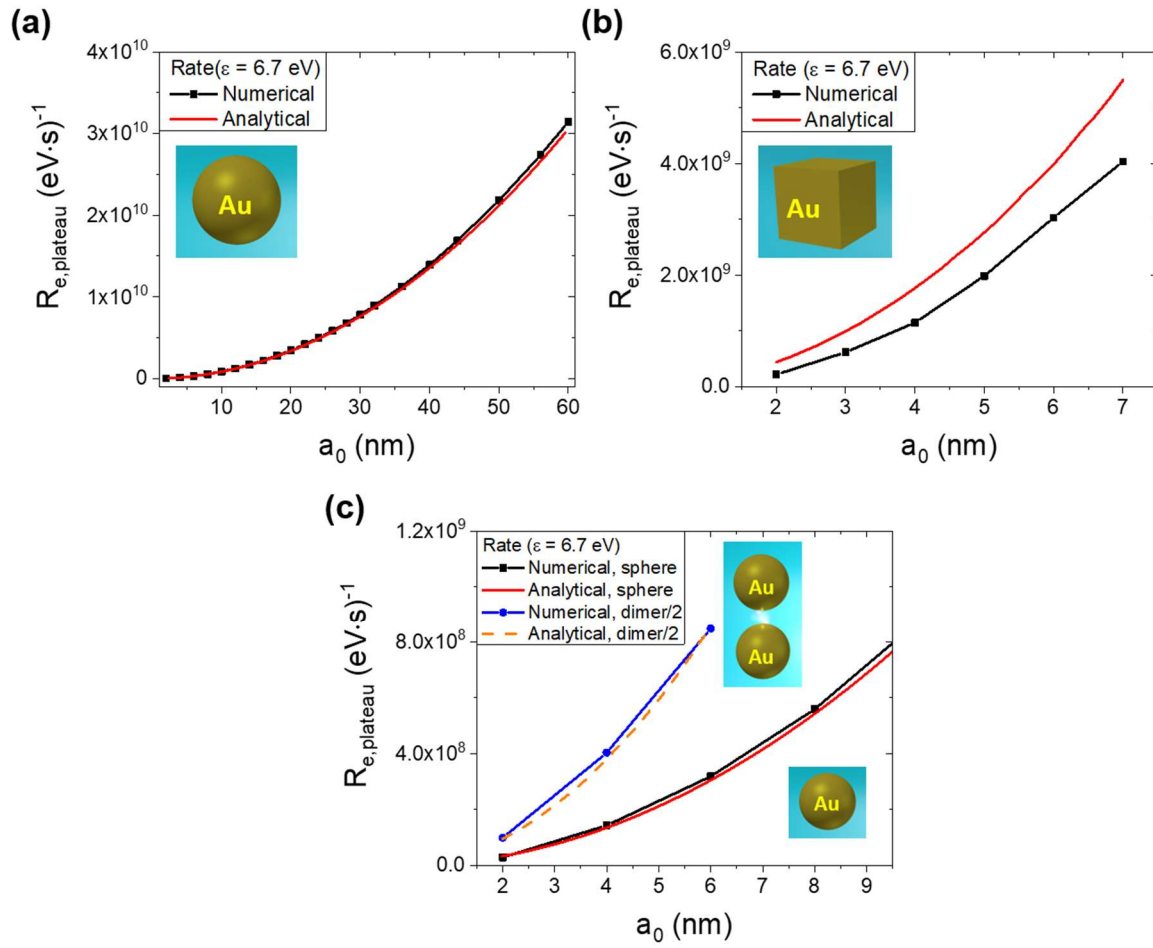 (a)
4x10^10
3x10^10
2x10^10
1x10^10
0
R_e,plateau (eV·s)^-1
Rate(ε = 6.7 eV)
Numerical
Analytical
Au
10 20 30 40 50 60
a_0 (nm)
(b)
6.0x10^9
4.0x10^9
2.0x10^9
0.0
R_e,plateau (eV·s)^-1
Rate (ε = 6.7 eV)
Numerical
Analytical
Au
2 3 4 5 6 7
a_0 (nm)
(c)
1.2x10^9
8.0x10^8
4.0x10^8
0.0
R_e,plateau (eV·s)^-1
Rate (ε = 6.7 eV)
Numerical, sphere
Analytical, sphere
Numerical, dimer/2
Analytical, dimer/2
Au
Au
Au
2 3 4 5 6 7 8 9
a_0 (nm)